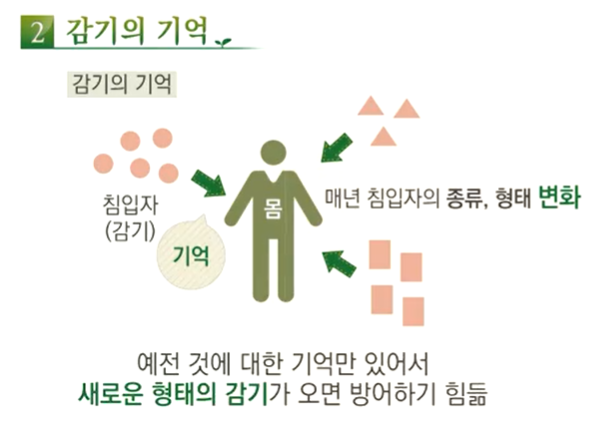 2 감기의 기억
감기의 기억
침입자
(감기)
기억
몸
매년 침입자의 종류, 형태 변화
예전 것에 대한 기억만 있어서
새로운 형태의 감기가 오면 방어하기 힘듦